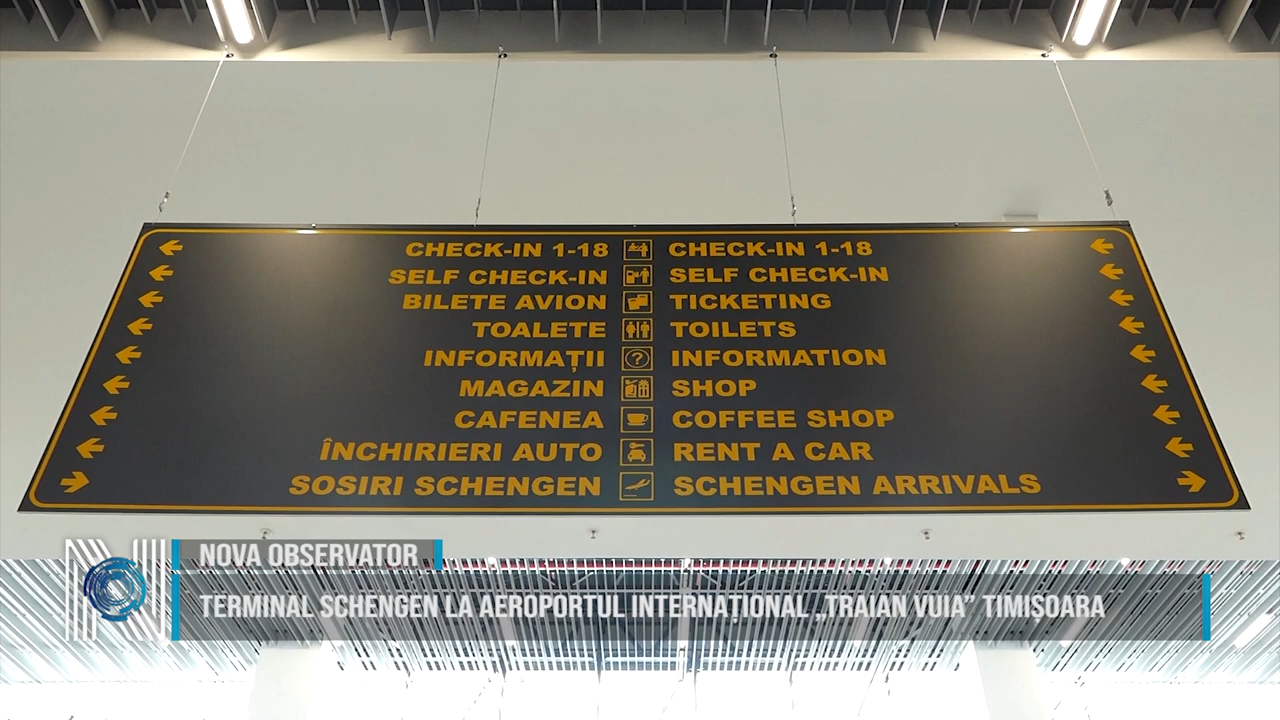 CHECK-IN 1-18 CHECK-IN 1-18
SELF CHECK-IN SELF CHECK-IN
BILETE AVION TICKETING
TOALETE TOILETS
INFORMAȚII ? INFORMATION
MAGAZIN SHOP
CAFENEA COFFEE SHOP
ÎNCHIRIERI AUTO RENT A CAR
SOSIRI SCHENGEN SCHENGEN ARRIVALS
N
NOVA OBSERVATOR
TERMINAL SCHENGEN LA AEROPORTUL INTERNAȚIONAL „TRAIAN VUIA” TIMIȘOARA